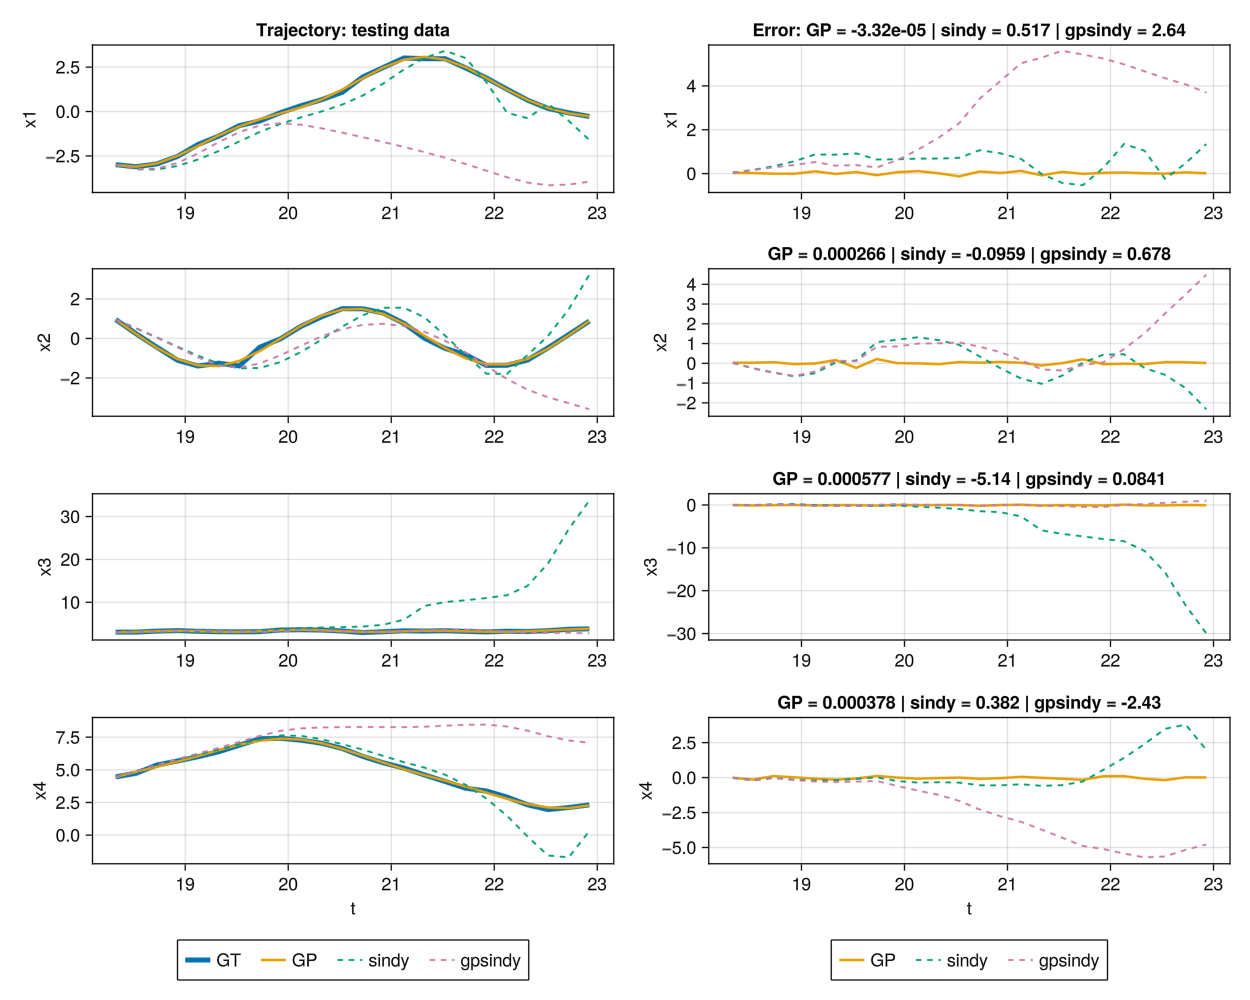 Trajectory: testing data
x1
2.5
0.0
−2.5
19 20 21 22 23
Error: GP = -3.32e-05 | sindy = 0.517 | gpsindy = 2.64
x1
4
2
0
19 20 21 22 23
x2
2
0
−2
19 20 21 22 23
GP = 0.000266 | sindy = -0.0959 | gpsindy = 0.678
x2
4
3
2
1
0
−1
−2
19 20 21 22 23
x3
30
20
10
19 20 21 22 23
GP = 0.000577 | sindy = -5.14 | gpsindy = 0.0841
x3
0
−10
−20
−30
19 20 21 22 23
x4
7.5
5.0
2.5
0.0
19 20 21 22 23
t
GP = 0.000378 | sindy = 0.382 | gpsindy = -2.43
x4
2.5
0.0
−2.5
−5.0
19 20 21 22 23
t
GT GP sindy gpsindy
GP sindy gpsindy